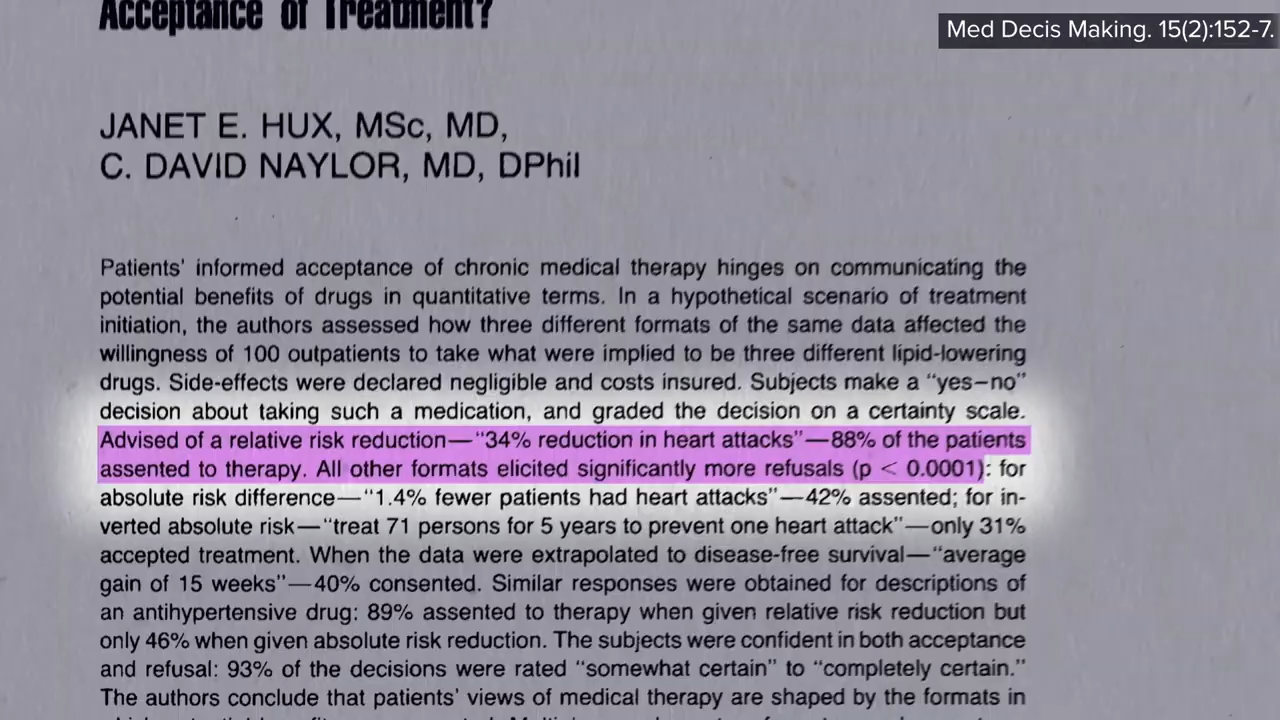 Acceptance of Treatment?
Med Decis Making. 15(2):152-7.
JANET E. HUX, MSc, MD,
C. DAVID NAYLOR, MD, DPhil
Patients’ informed acceptance of chronic medical therapy hinges on communicating the
potential benefits of drugs in quantitative terms. In a hypothetical scenario of treatment
initiation, the authors assessed how three different formats of the same data affected the
willingness of 100 outpatients to take what were implied to be three different lipid-lowering
drugs. Side-effects were declared negligible and costs insured. Subjects make a “yes–no”
decision about taking such a medication, and graded the decision on a certainty scale.
Advised of a relative risk reduction—“34% reduction in heart attacks”—88% of the patients
assented to therapy. All other formats elicited significantly more refusals (p < 0.0001): for
absolute risk difference—“1.4% fewer patients had heart attacks”—42% assented; for in-
verted absolute risk—“treat 71 persons for 5 years to prevent one heart attack”—only 31%
accepted treatment. When the data were extrapolated to disease-free survival—“average
gain of 15 weeks”—40% consented. Similar responses were obtained for descriptions of
an antihypertensive drug: 89% assented to therapy when given relative risk reduction but
only 46% when given absolute risk reduction. The subjects were confident in both acceptance
and refusal: 93% of the decisions were rated “somewhat certain” to “completely certain.”
The authors conclude that patients’ views of medical therapy are shaped by the formats in